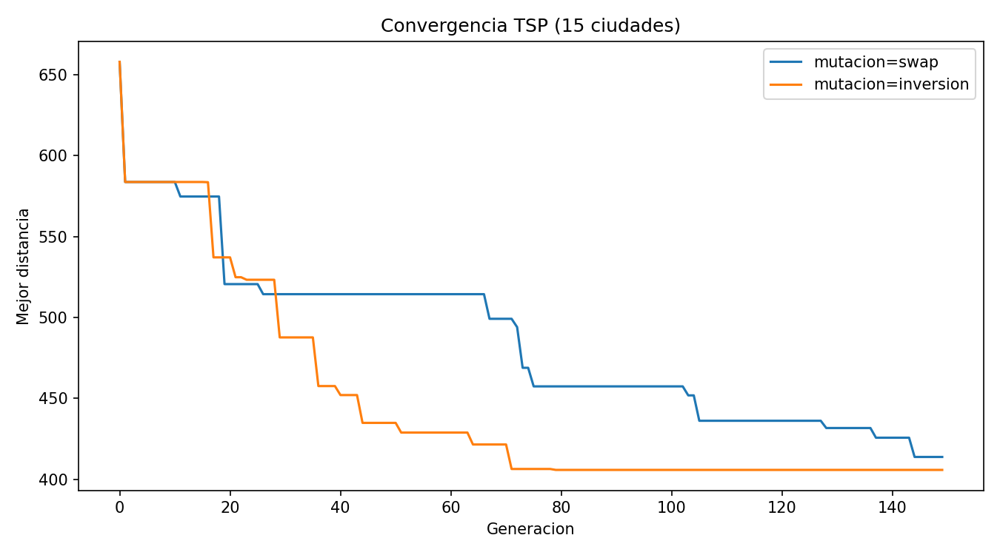 Convergencia TSP (15 ciudades)
mutacion=swap
mutacion=inversion
Mejor distancia
650
600
550
500
450
400
0 20 40 60 80 100 120 140
Generacion